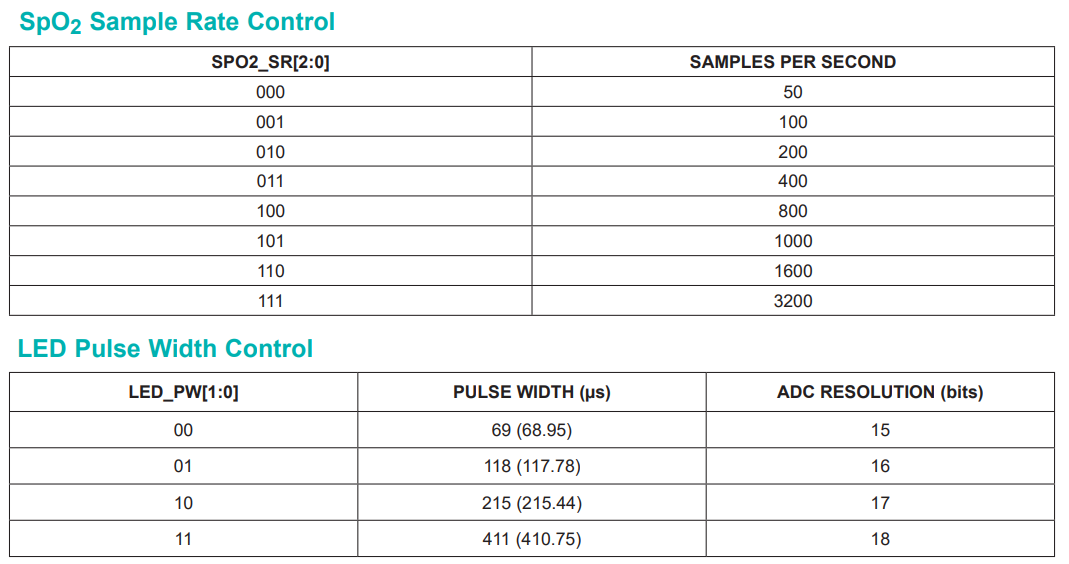 SpO2 Sample Rate Control
SPO2_SR[2:0] SAMPLES PER SECOND
000 50
001 100
010 200
011 400
100 800
101 1000
110 1600
111 3200
LED Pulse Width Control
LED_PW[1:0] PULSE WIDTH (µs) ADC RESOLUTION (bits)
00 69 (68.95) 15
01 118 (117.78) 16
10 215 (215.44) 17
11 411 (410.75) 18